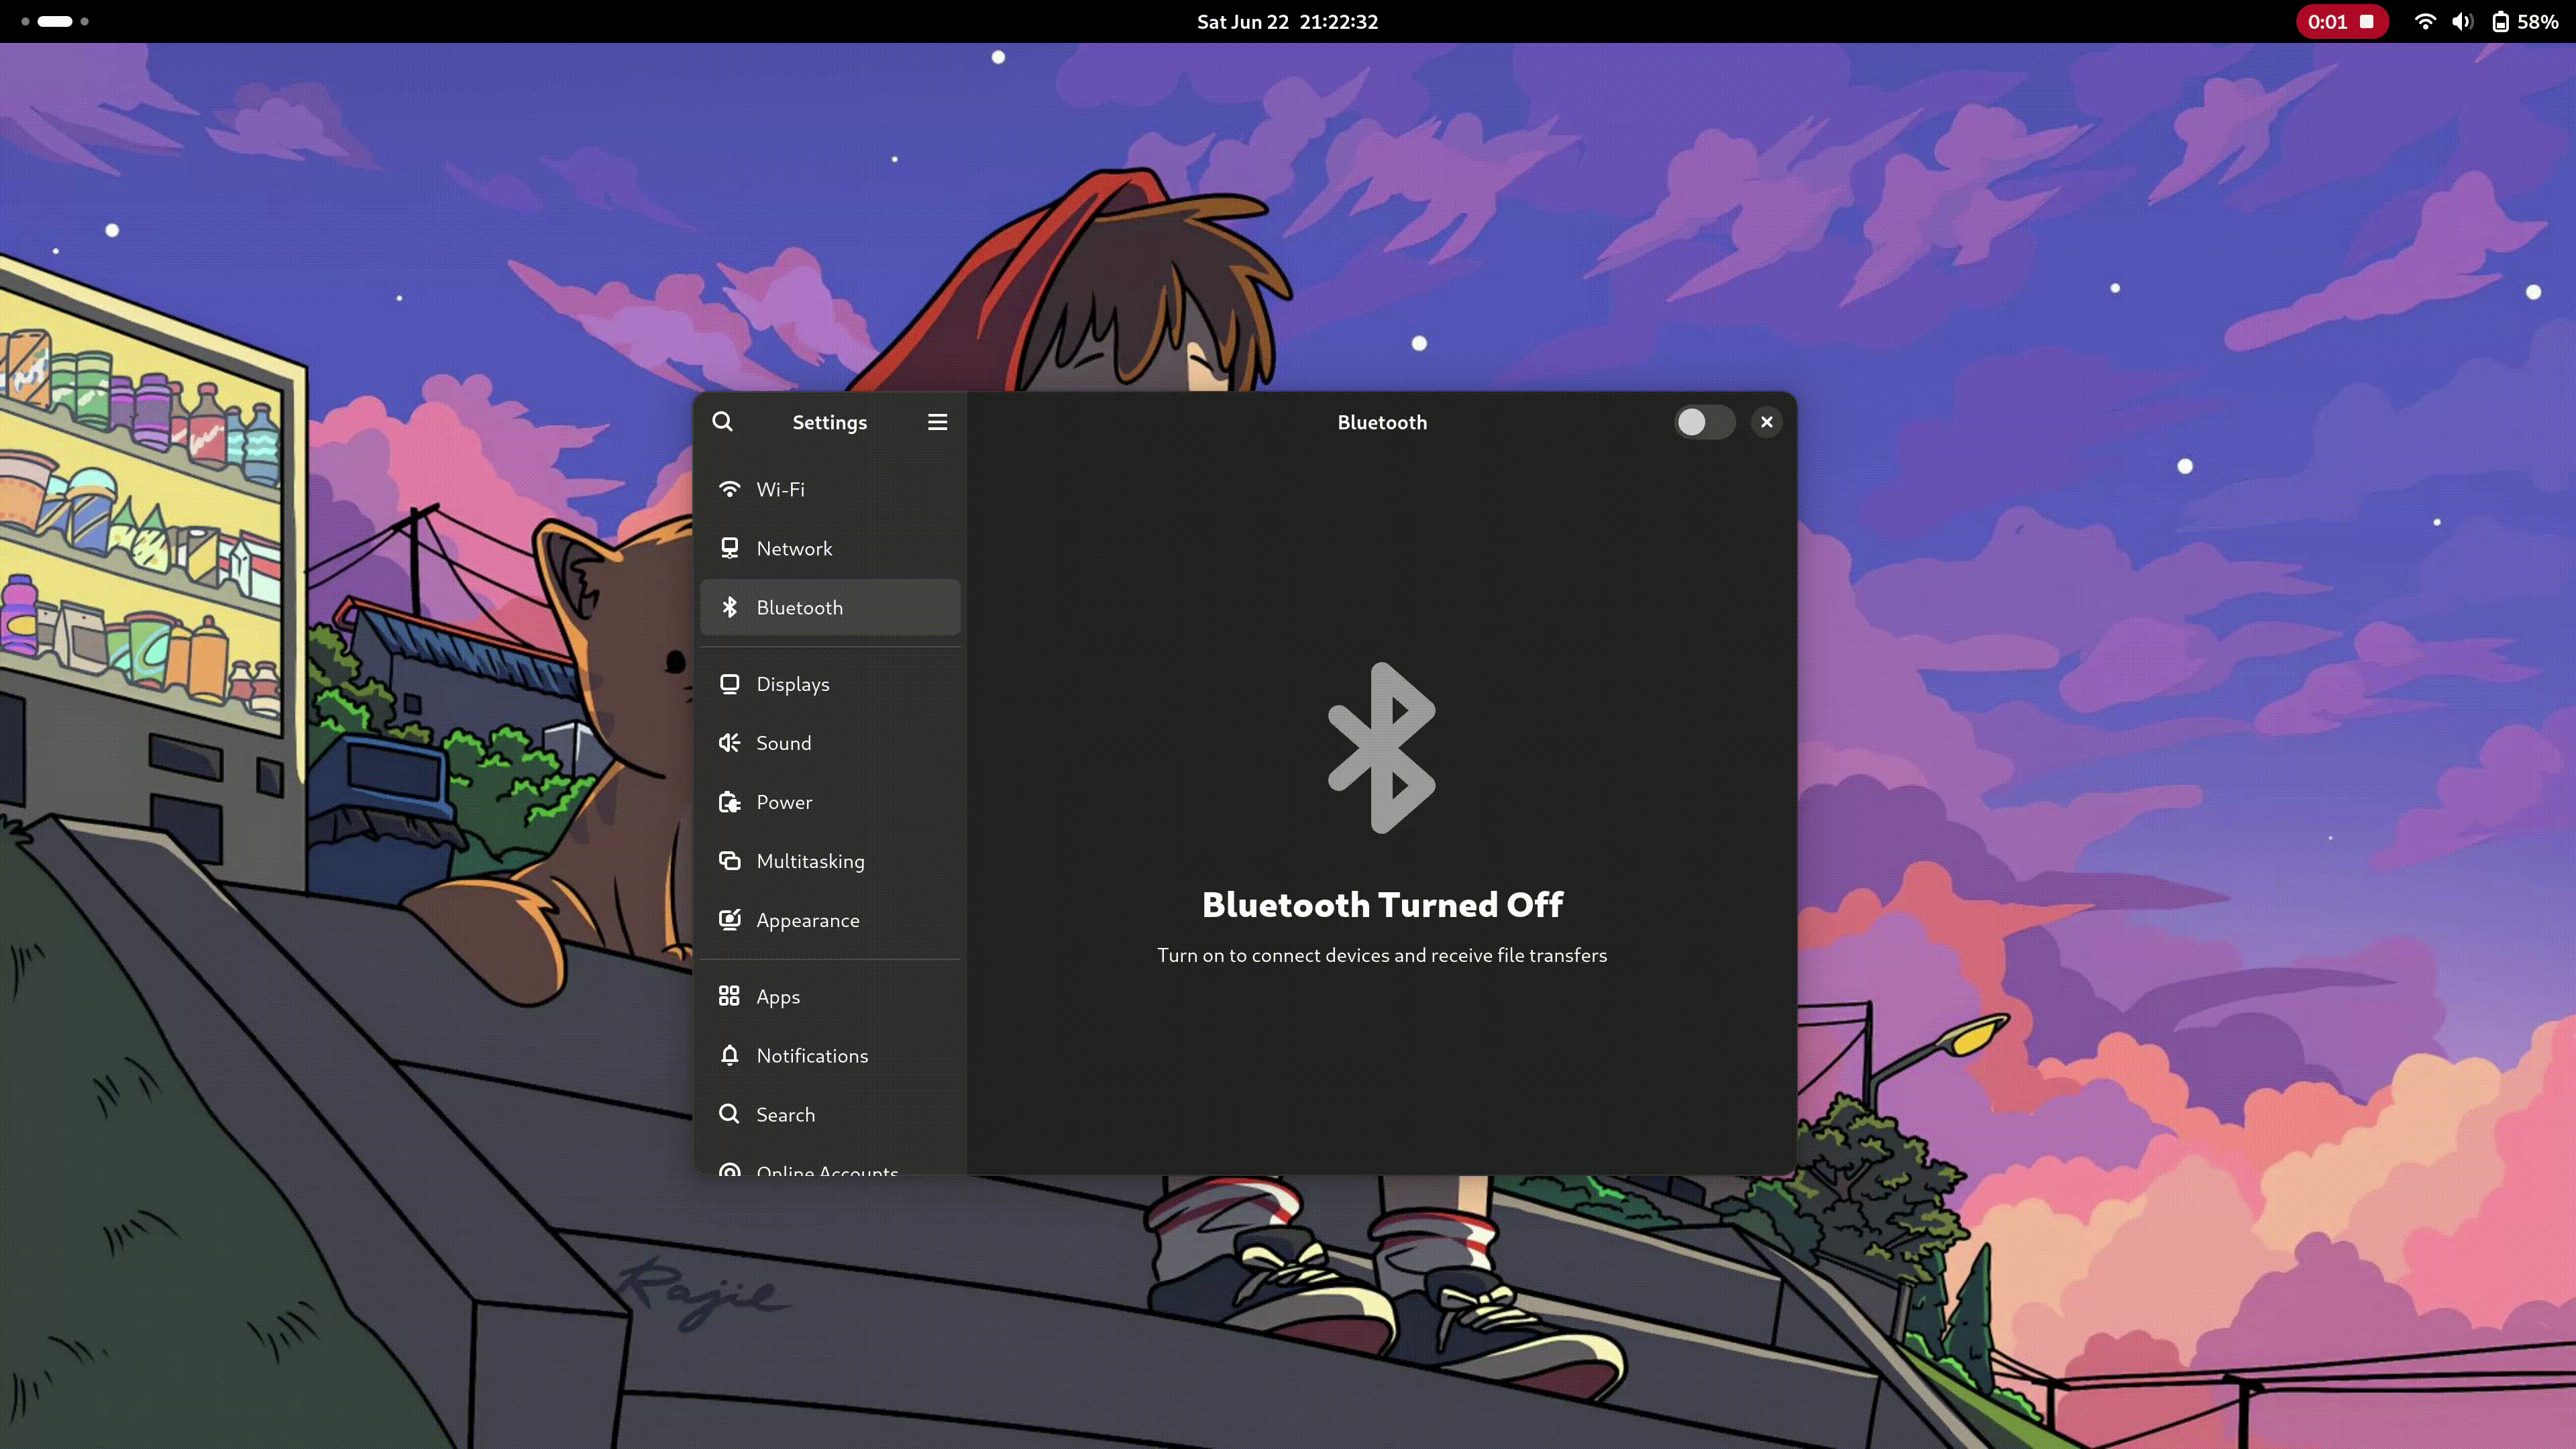 Sat Jun 22 21:22:32
0:01
58%
Settings
Bluetooth
Wi-Fi
Network
Bluetooth
Displays
Sound
Power
Multitasking
Appearance
Apps
Notifications
Search
Online Accounts
Bluetooth Turned Off
Turn on to connect devices and receive file transfers
Rajie